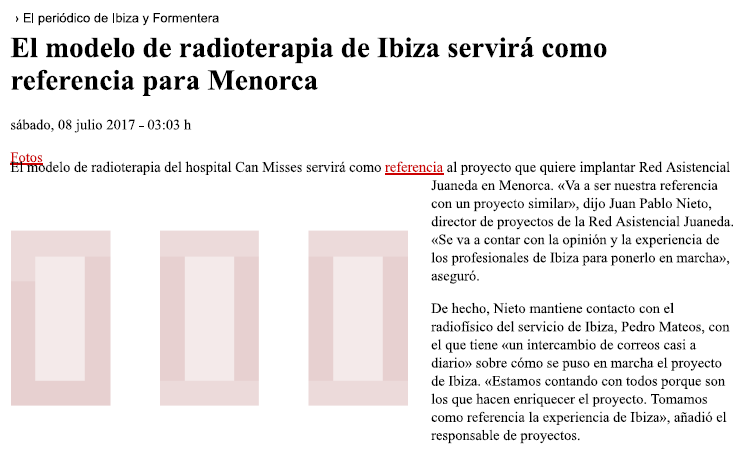 › El periódico de Ibiza y Formentera
El modelo de radioterapia de Ibiza servirá como
referencia para Menorca
sábado, 08 julio 2017 - 03:03 h
Fotos
El modelo de radioterapia del hospital Can Misses servirá como referencia al proyecto que quiere implantar Red Asistencial
Juaneda en Menorca. «Va a ser nuestra referencia
con un proyecto similar», dijo Juan Pablo Nieto,
director de proyectos de la Red Asistencial Juaneda.
«Se va a contar con la opinión y la experiencia de
los profesionales de Ibiza para ponerlo en marcha»,
aseguró.
De hecho, Nieto mantiene contacto con el
radiofísico del servicio de Ibiza, Pedro Mateos, con
el que tiene «un intercambio de correos casi a
diario» sobre cómo se puso en marcha el proyecto
de Ibiza. «Estamos contando con todos porque son
los que hacen enriquecer el proyecto. Tomamos
como referencia la experiencia de Ibiza», añadió el
responsable de proyectos.